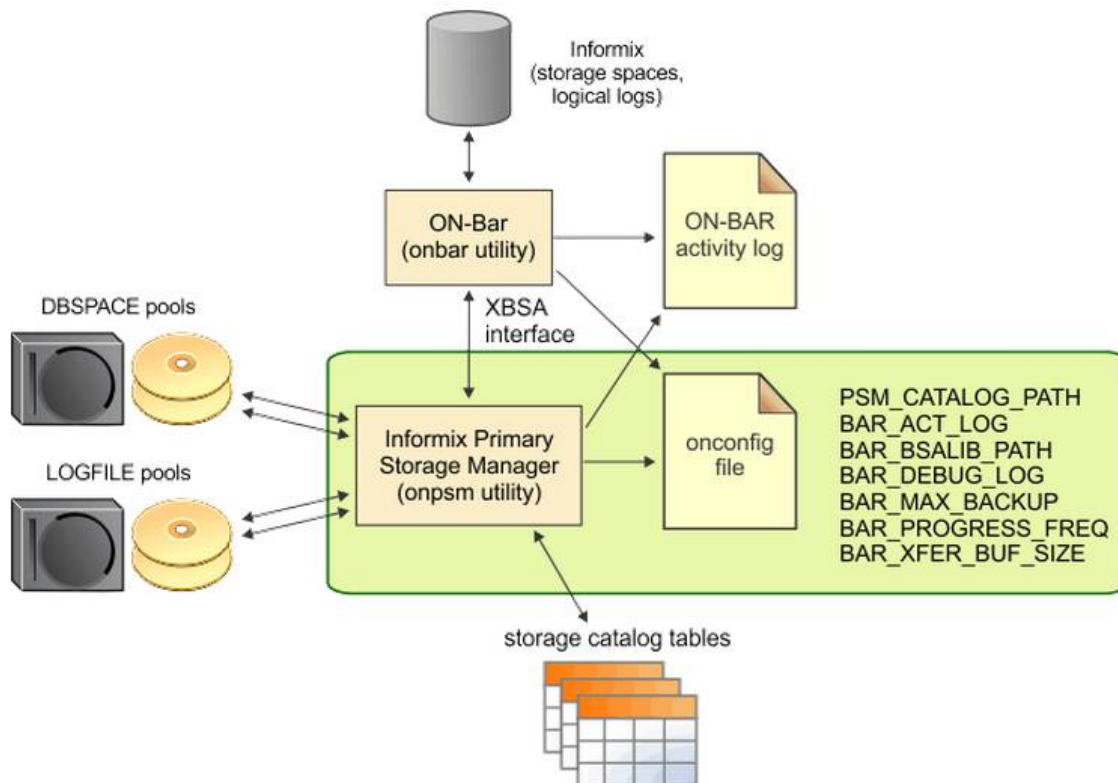 Informix
(storage spaces,
logical logs)
ON-Bar
(onbar utility)
ON-BAR
activity log
XBSA
interface
DBSPACE pools
LOGFILE pools
Informix Primary
Storage Manager
(onpsm utility)
onconfig
file
PSM_CATALOG_PATH
BAR_ACT_LOG
BAR_BSALIB_PATH
BAR_DEBUG_LOG
BAR_MAX_BACKUP
BAR_PROGRESS_FREQ
BAR_XFER_BUF_SIZE
storage catalog tables